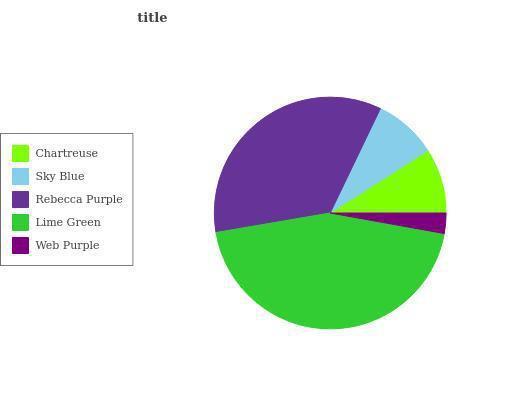 title
Chartreuse
Sky Blue
Rebecca Purple
Lime Green
Web Purple